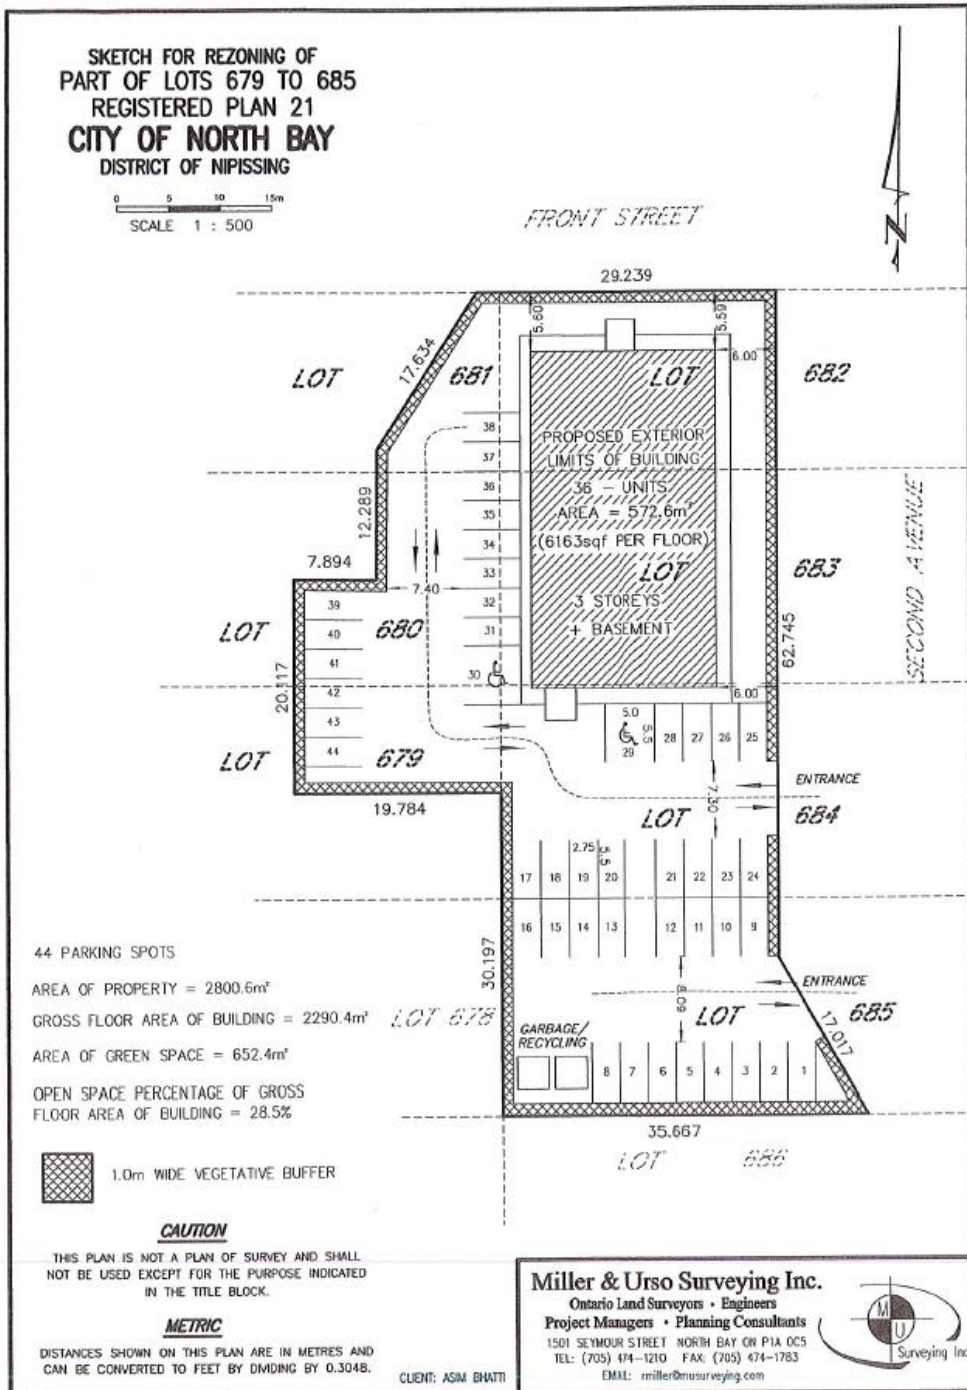 SKETCH FOR REZONING OF
PART OF LOTS 679 TO 685
REGISTERED PLAN 21
CITY OF NORTH BAY
DISTRICT OF NIPISSING
0 5 10 15m
SCALE 1 : 500
FRONT STREET
N
29.239
5.60
5.59
17.634
6.00
LOT 681
LOT 682
38
PROPOSED EXTERIOR
LIMITS OF BUILDING
36 - UNITS
AREA = 572.6m²
(6163sqf PER FLOOR)
3 STOREYS
+ BASEMENT
37
36
35
34
33
32
31
30
12.289
7.894
7.40
SECOND AVENUE
LOT 683
62.745
39
40
41
42
43
44
LOT 680
20.117
LOT 679
19.784
6.00
5.0
5.5
29
28
27
26
25
ENTRANCE
7.30
LOT 684
2.75
5.5
17 18 19 20 21 22 23 24
16 15 14 13 12 11 10 9
30.197
8.09
ENTRANCE
LOT 685
17.017
LOT 678
GARBAGE/
RECYCLING
8 7 6 5 4 3 2 1
35.667
LOT 686
44 PARKING SPOTS
AREA OF PROPERTY = 2800.6m²
GROSS FLOOR AREA OF BUILDING = 2290.4m²
AREA OF GREEN SPACE = 652.4m²
OPEN SPACE PERCENTAGE OF GROSS
FLOOR AREA OF BUILDING = 28.5%
1.0m WIDE VEGETATIVE BUFFER
CAUTION
THIS PLAN IS NOT A PLAN OF SURVEY AND SHALL
NOT BE USED EXCEPT FOR THE PURPOSE INDICATED
IN THE TITLE BLOCK.
METRIC
DISTANCES SHOWN ON THIS PLAN ARE IN METRES AND
CAN BE CONVERTED TO FEET BY DIVIDING BY 0.3048.
CLIENT: ASIM BHATTI
Miller & Urso Surveying Inc.
Ontario Land Surveyors • Engineers
Project Managers • Planning Consultants
1501 SEYMOUR STREET NORTH BAY ON P1A 0C5
TEL: (705) 474-1210 FAX: (705) 474-1783
EMAIL: rmiller@musurveying.com
M
U
Surveying Inc